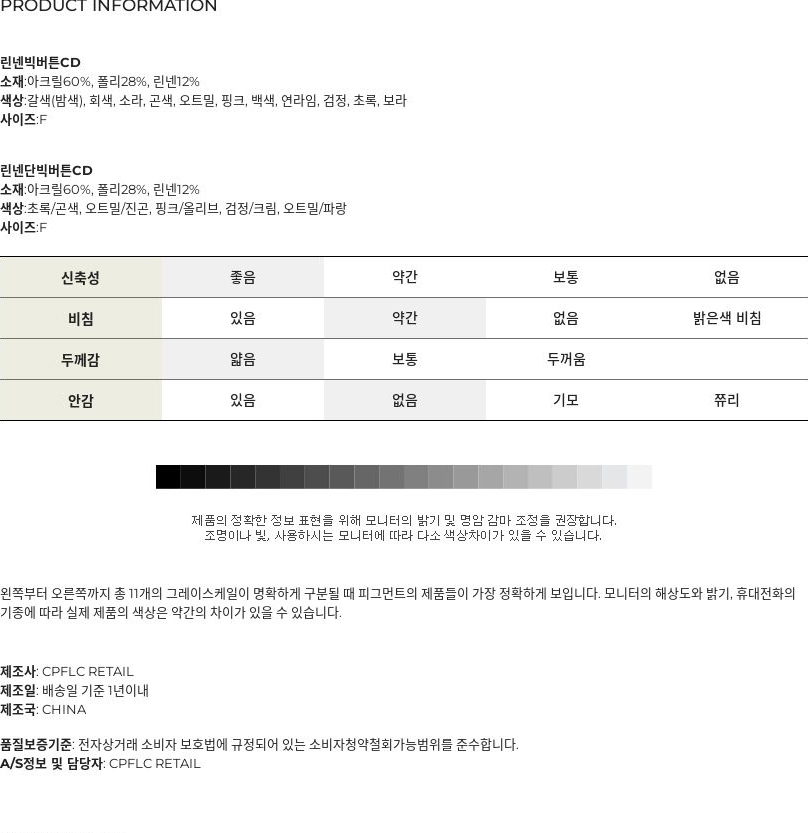 PRODUCT INFORMATION
린넨빅버튼CD
소재:아크릴60%, 폴리28%, 린넨12%
색상:갈색(밤색), 회색, 소라, 곤색, 오트밀, 핑크, 백색, 연라임, 검정, 초록, 보라
사이즈:F
린넨단빅버튼CD
소재:아크릴60%, 폴리28%, 린넨12%
색상:초록/곤색, 오트밀/진곤, 핑크/올리브, 검정/크림, 오트밀/파랑
사이즈:F
신축성 좋음 약간 보통 없음
비침 있음 약간 없음 밝은색 비침
두께감 얇음 보통 두꺼움
안감 있음 없음 기모 쮸리
제품의 정확한 정보 표현을 위해 모니터의 밝기 및 명암 감마 조정을 권장합니다.
조명이나 빛, 사용하시는 모니터에 따라 다소 색상차이가 있을 수 있습니다.
왼쪽부터 오른쪽까지 총 11개의 그레이스케일이 명확하게 구분될 때 피그먼트의 제품들이 가장 정확하게 보입니다. 모니터의 해상도와 밝기, 휴대전화의
기종에 따라 실제 제품의 색상은 약간의 차이가 있을 수 있습니다.
제조사: CPFLC RETAIL
제조일: 배송일 기준 1년이내
제조국: CHINA
품질보증기준: 전자상거래 소비자 보호법에 규정되어 있는 소비자청약철회가능범위를 준수합니다.
A/S정보 및 담당자: CPFLC RETAIL